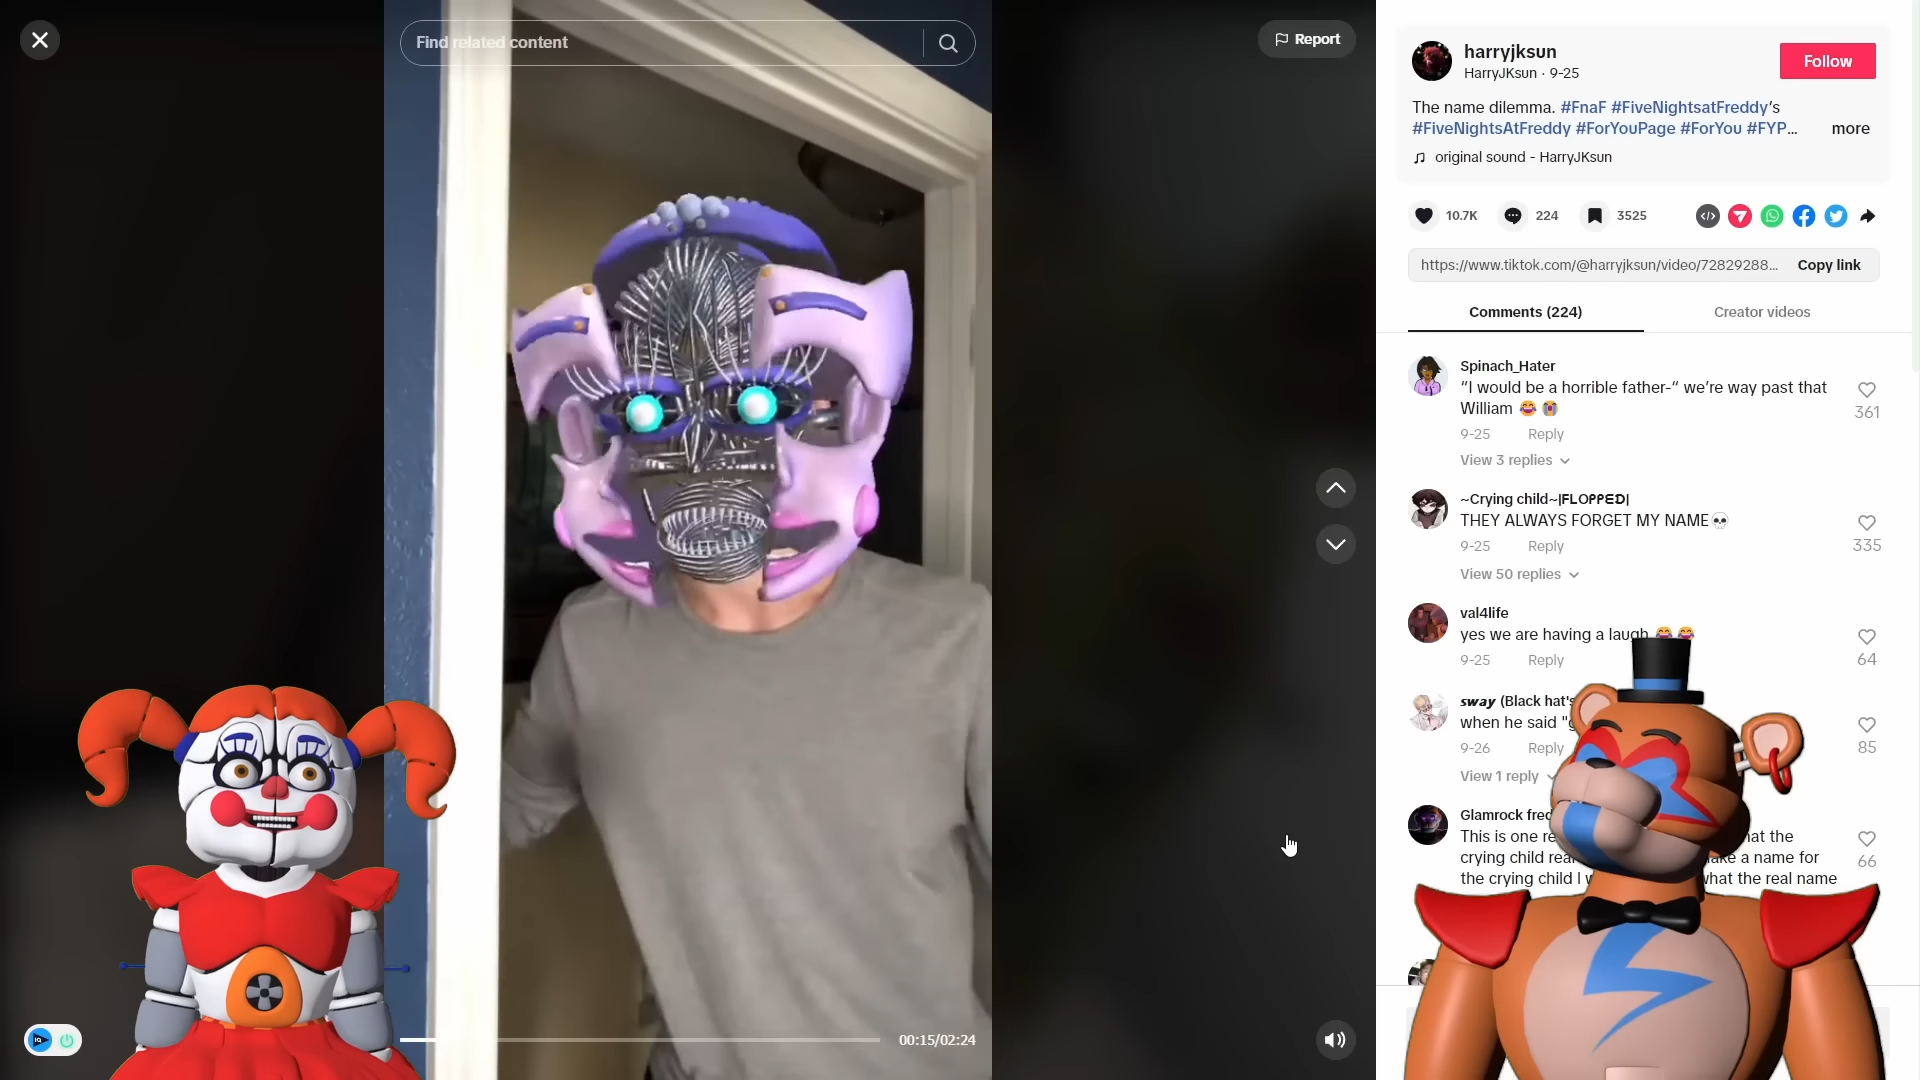 Find related content
Report
00:15/02:24
harryjksun
HarryJKsun · 9-25
Follow
The name dilemma. #FnaF #FiveNightsatFreddy's
#FiveNightsAtFreddy #ForYouPage #ForYou #FYP...
more
original sound - HarryJKsun
10.7K
224
3525
https://www.tiktok.com/@harryjksun/video/72829288...
Copy link
Comments (224)
Creator videos
Spinach_Hater
“I would be a horrible father-“ we’re way past that
William 😂 😭
361
9-25 Reply
View 3 replies
~Crying child~|FLOPPED|
THEY ALWAYS FORGET MY NAME💀
335
9-25 Reply
View 50 replies
val4life
yes we are having a laugh 😂😂
64
9-25 Reply
sway (Black hat's
when he said "g
85
9-26 Reply
View 1 reply
Glamrock fred
This is one re hat the
crying child real ake a name for
66
the crying child I w what the real name